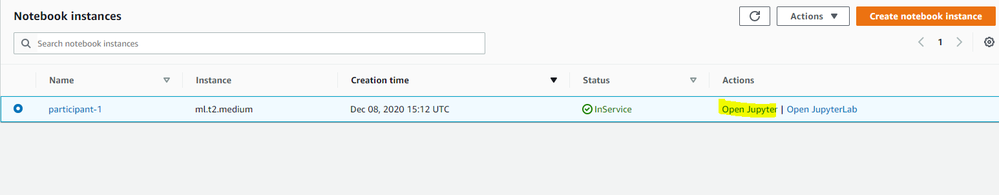 Notebook instances
Actions
Create notebook instance
Search notebook instances
1
Name Instance Creation time Status Actions
participant-1 ml.t2.medium Dec 08, 2020 15:12 UTC InService Open Jupyter | Open JupyterLab